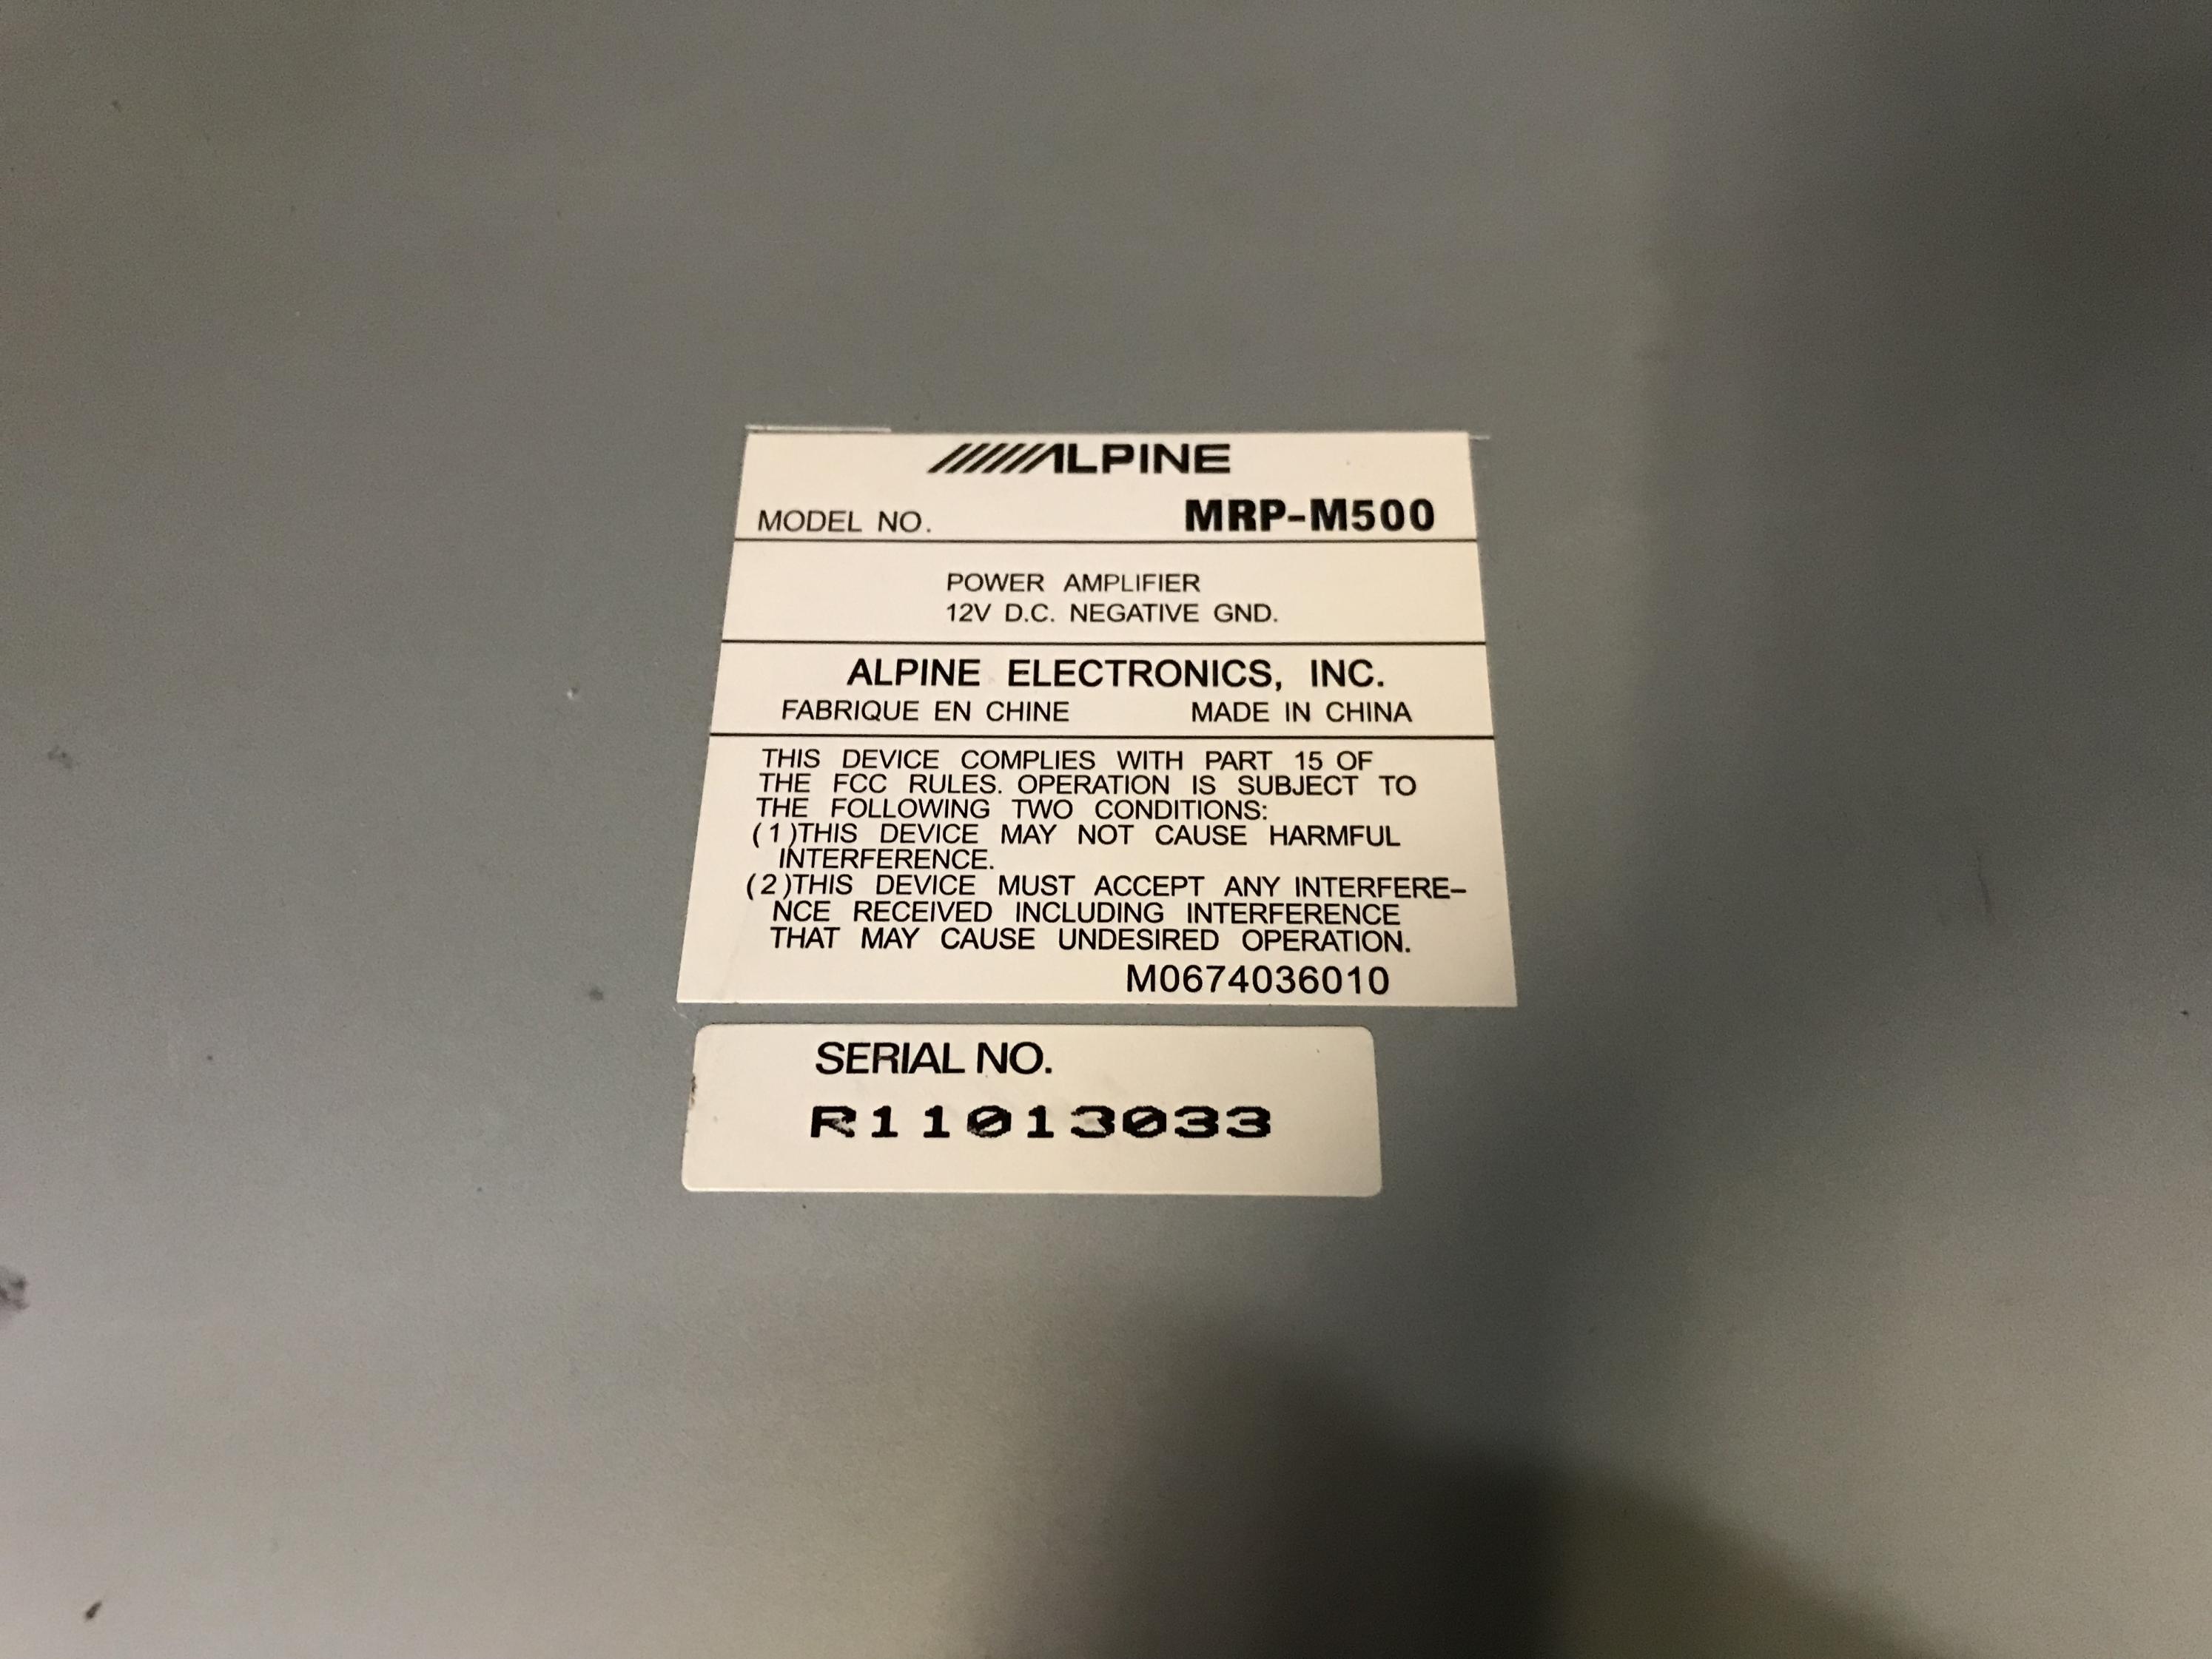 ALPINE
MODEL NO. MRP-M500
POWER AMPLIFIER
12V D.C. NEGATIVE GND.
ALPINE ELECTRONICS, INC.
FABRIQUE EN CHINE MADE IN CHINA
THIS DEVICE COMPLIES WITH PART 15 OF
THE FCC RULES. OPERATION IS SUBJECT TO
THE FOLLOWING TWO CONDITIONS:
(1)THIS DEVICE MAY NOT CAUSE HARMFUL
INTERFERENCE.
(2)THIS DEVICE MUST ACCEPT ANY INTERFERE-
NCE RECEIVED INCLUDING INTERFERENCE
THAT MAY CAUSE UNDESIRED OPERATION.
M0674036010
SERIAL NO.
R11013033